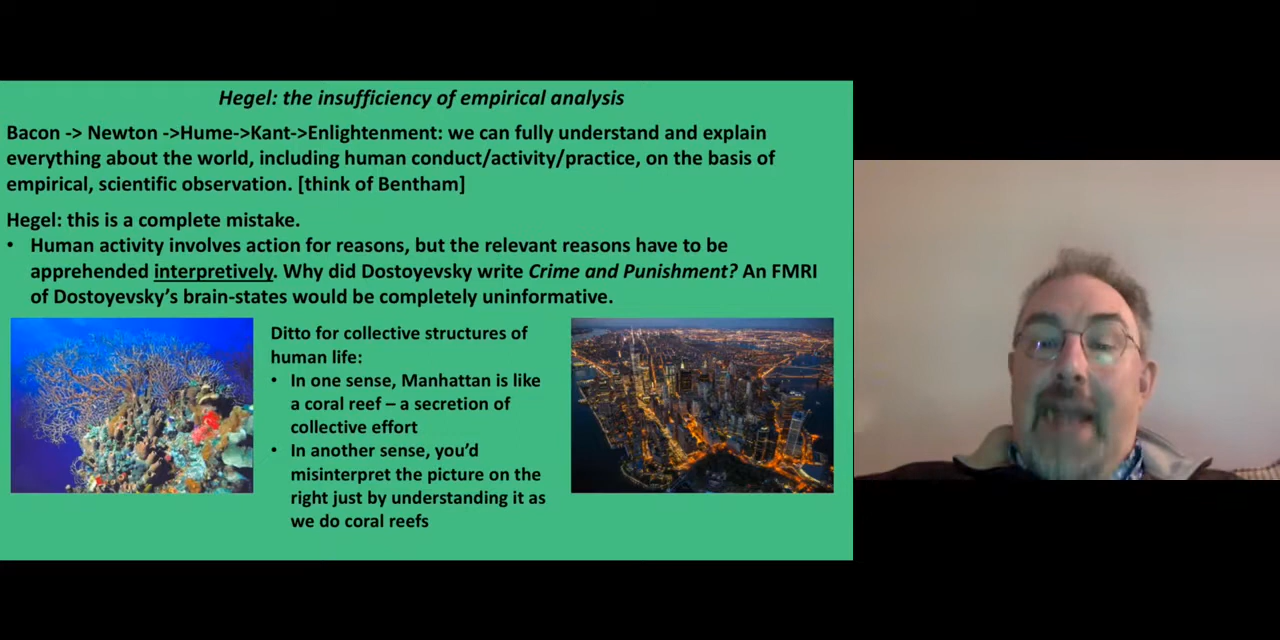 Hegel: the insufficiency of empirical analysis
Bacon -> Newton ->Hume->Kant->Enlightenment: we can fully understand and explain
everything about the world, including human conduct/activity/practice, on the basis of
empirical, scientific observation. [think of Bentham]
Hegel: this is a complete mistake.
• Human activity involves action for reasons, but the relevant reasons have to be
apprehended interpretively. Why did Dostoyevsky write Crime and Punishment? An FMRI
of Dostoyevsky's brain-states would be completely uninformative.
Ditto for collective structures of
human life:
• In one sense, Manhattan is like
a coral reef – a secretion of
collective effort
• In another sense, you'd
misinterpret the picture on the
right just by understanding it as
we do coral reefs